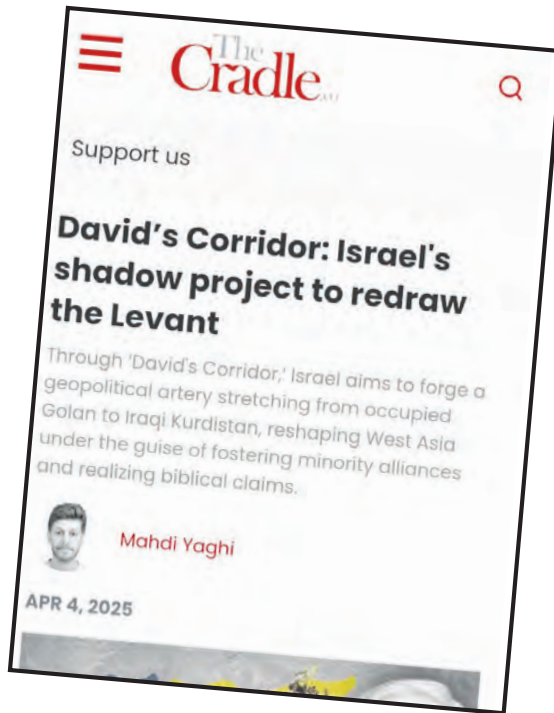 The
Cradle
Support us
David's Corridor: Israel's
shadow project to redraw
the Levant
Through 'David's Corridor,' Israel aims to forge a
geopolitical artery stretching from occupied
Golan to Iraqi Kurdistan, reshaping West Asia
under the guise of fostering minority alliances
and realizing biblical claims.
Mahdi Yaghi
APR 4, 2025